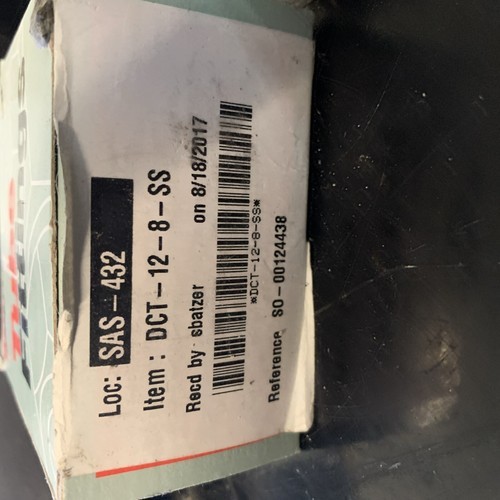 Loc: SAS-432
Item: DCT-12-8-SS
Recd by sbatzer on 8/18/2017
*DCT-12-8-SS*
Reference SO-00124438